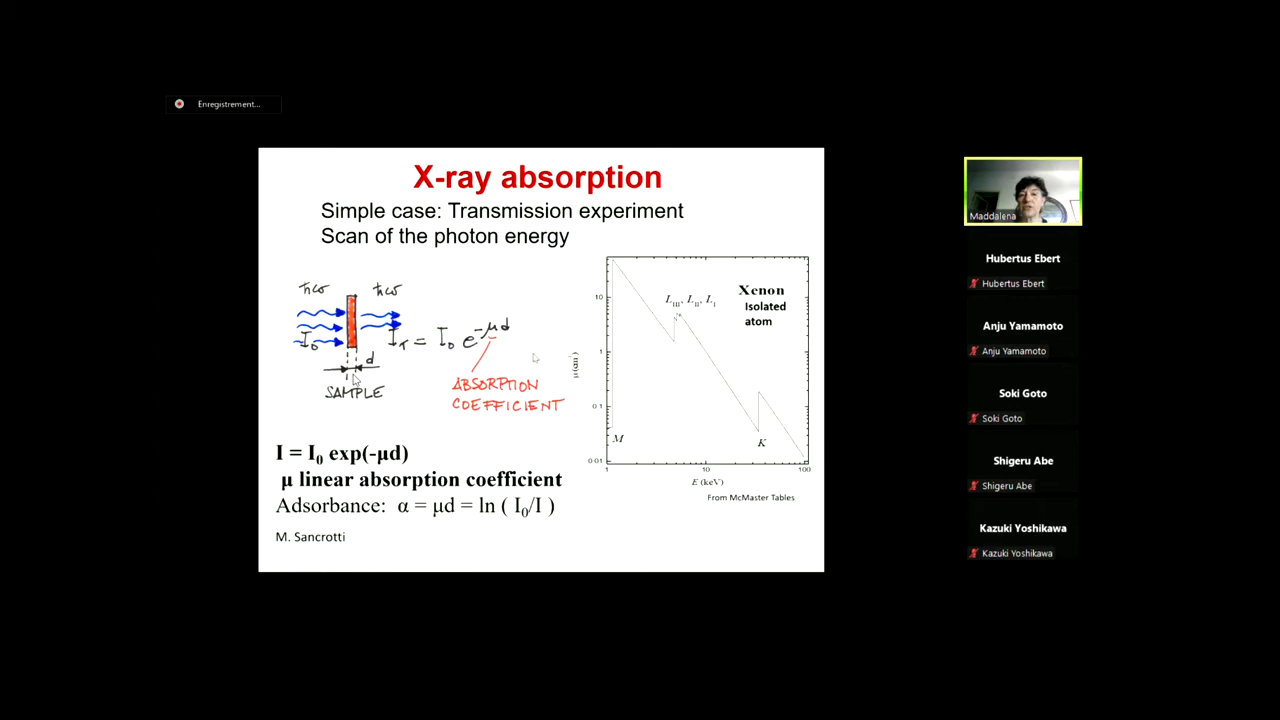 Enregistrement...
X-ray absorption
Simple case: Transmission experiment
Scan of the photon energy
ħω ħω
I₀
I_T = I₀ e^-μd
d
SAMPLE
ABSORPTION
COEFFICIENT
I = I₀ exp(-μd)
μ linear absorption coefficient
Adsorbance: α = μd = ln ( I₀/I )
M. Sancrotti
Xenon
Isolated
atom
L_III, L_II, L_I
M
K
10
1
0.1
0.01
1 10 100
E (keV)
From McMaster Tables
Maddalena
Hubertus Ebert
Hubertus Ebert
Anju Yamamoto
Anju Yamamoto
Soki Goto
Soki Goto
Shigeru Abe
Shigeru Abe
Kazuki Yoshikawa
Kazuki Yoshikawa